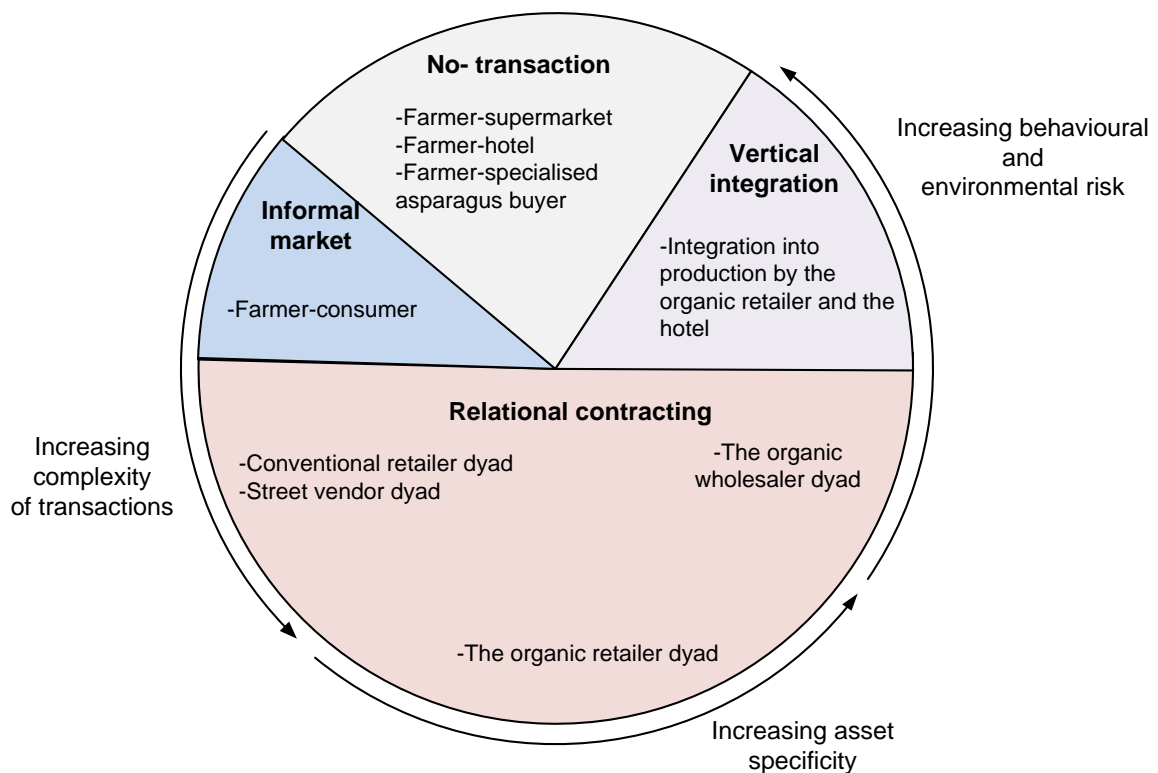 No- transaction
-Farmer-supermarket
-Farmer-hotel
-Farmer-specialised
asparagus buyer
Vertical
integration
-Integration into
production by the
organic retailer and the
hotel
Increasing behavioural
and
environmental risk
Informal
market
-Farmer-consumer
Relational contracting
-Conventional retailer dyad
-Street vendor dyad
-The organic
wholesaler dyad
-The organic retailer dyad
Increasing
complexity
of transactions
Increasing asset
specificity